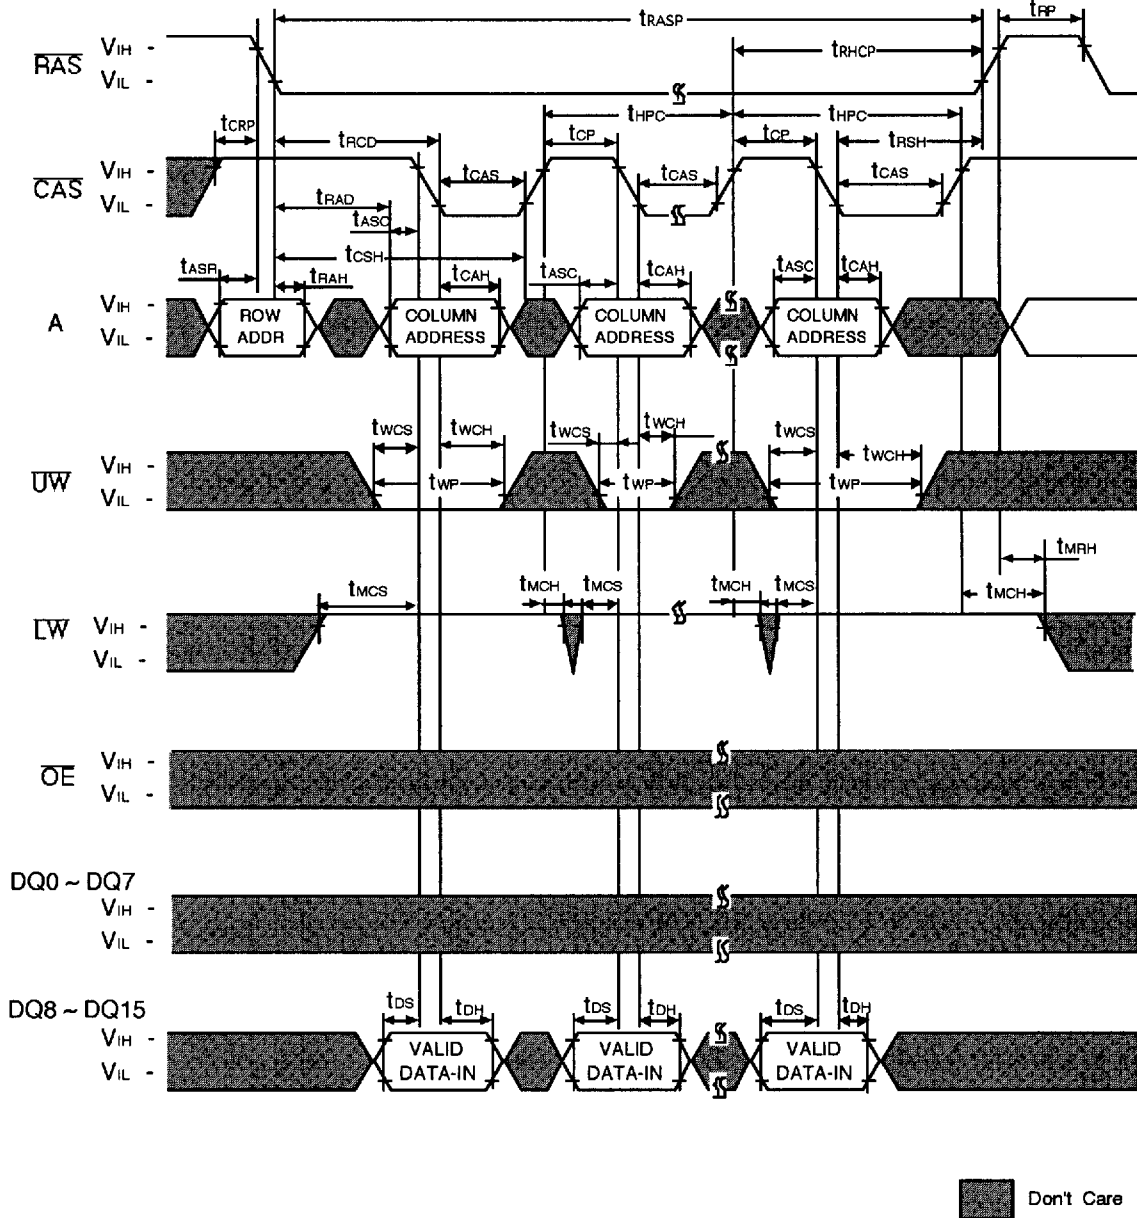 tRASP
tRP
RAS
VIH -
VIL -
tRHCP
tCRP
tRCD
tHPC
tHPC
tCP
tCP
tRSH
CAS
VIH -
VIL -
tCAS
tCAS
tCAS
tRAD
tASC
tCSH
tASR
tRAH
tCAH
tASC
tCAH
tASC
tCAH
A
VIH -
VIL -
ROW
ADDR
COLUMN
ADDRESS
COLUMN
ADDRESS
COLUMN
ADDRESS
tWCS
tWCH
tWCS
tWCH
tWCS
tWCH
UW
VIH -
VIL -
tWP
tWP
tWP
tMRH
tMCS
tMCH
tMCS
tMCH
tMCS
tMCH
LW
VIH -
VIL -
OE
VIH -
VIL -
DQ0 ~ DQ7
VIH -
VIL -
DQ8 ~ DQ15
VIH -
VIL -
tDS
tDH
tDS
tDH
tDS
tDH
VALID
DATA-IN
VALID
DATA-IN
VALID
DATA-IN
Don't Care